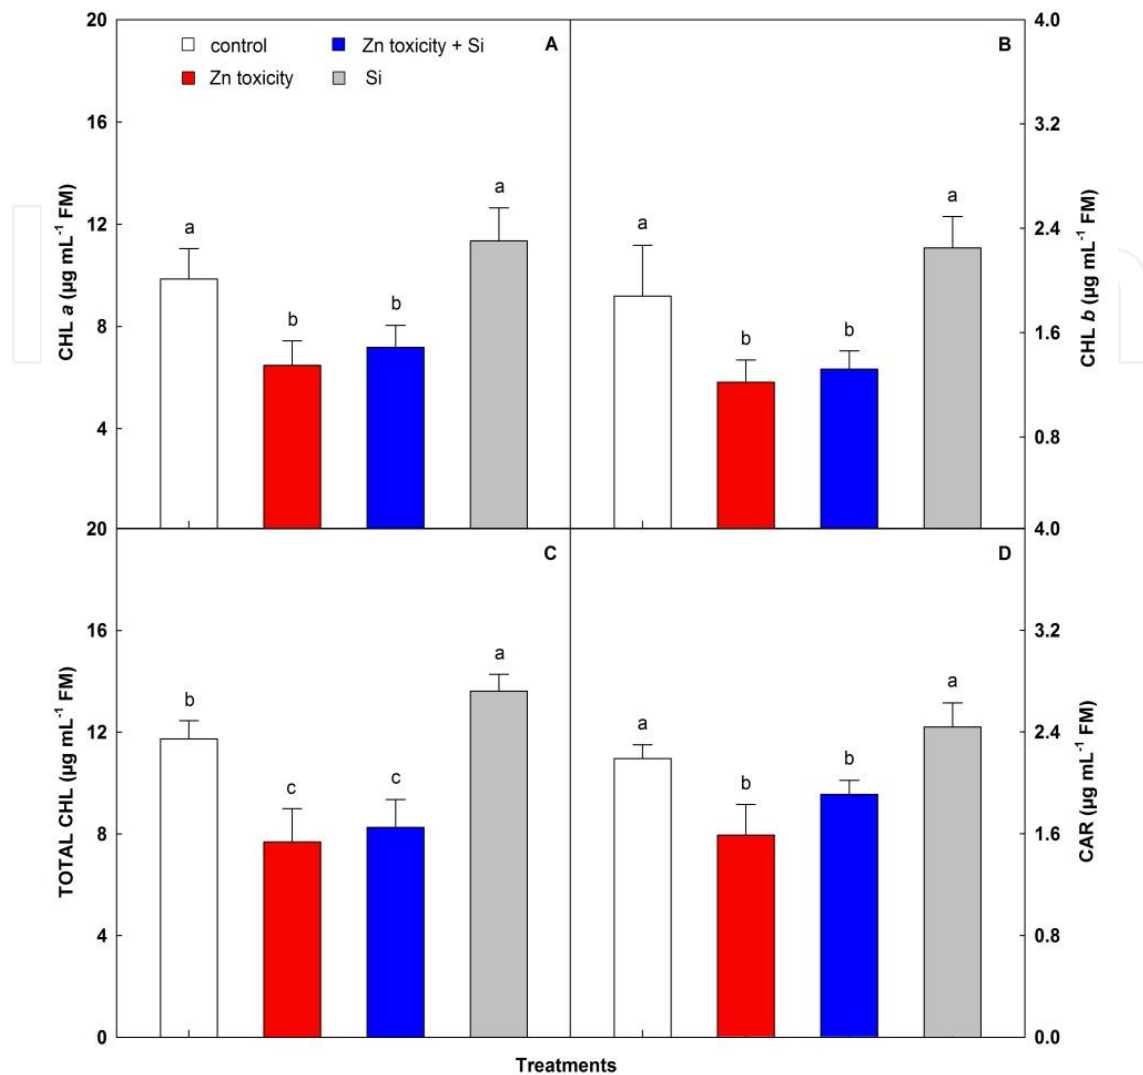 20
16
12
8
4
CHL a (µg mL-1 FM)
control
Zn toxicity + Si
Zn toxicity
Si
A
a
b
b
a
B
a
b
b
a
4.0
3.2
2.4
1.6
0.8
CHL b (µg mL-1 FM)
20
16
12
8
4
0
TOTAL CHL (µg mL-1 FM)
C
b
c
c
a
D
a
b
b
a
4.0
3.2
2.4
1.6
0.8
0.0
CAR (µg mL-1 FM)
Treatments